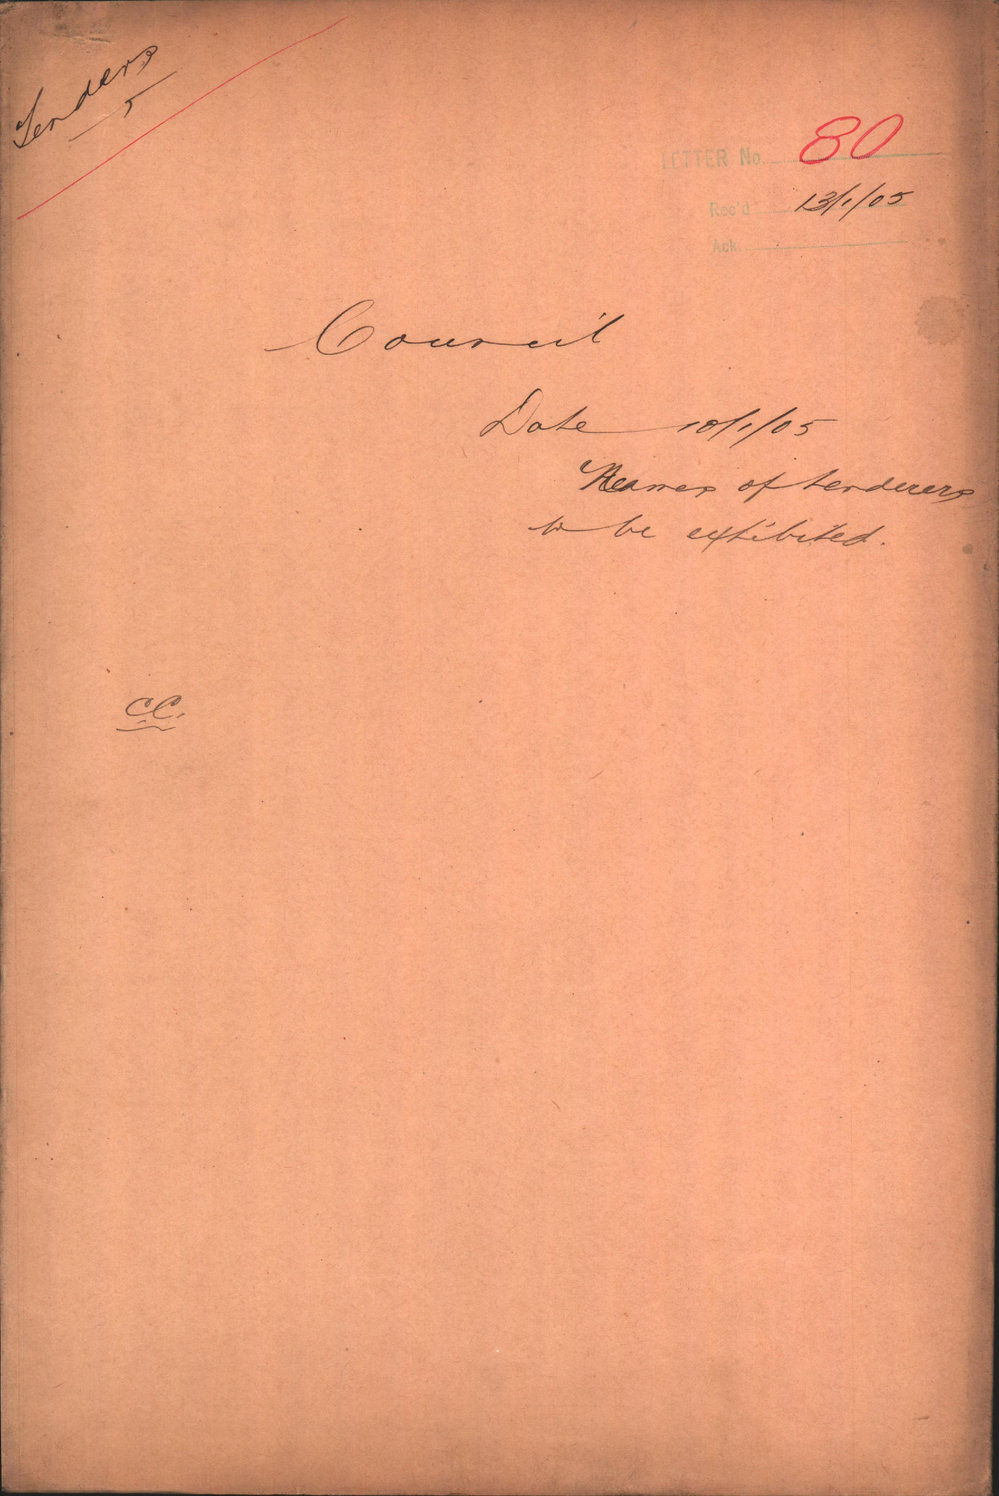 Tenders
5
LETTER No. 80
Rec'd 13/1/05
Ack.
Council
Date 10/1/05
Names of tenderers
to be exhibited.
CC.